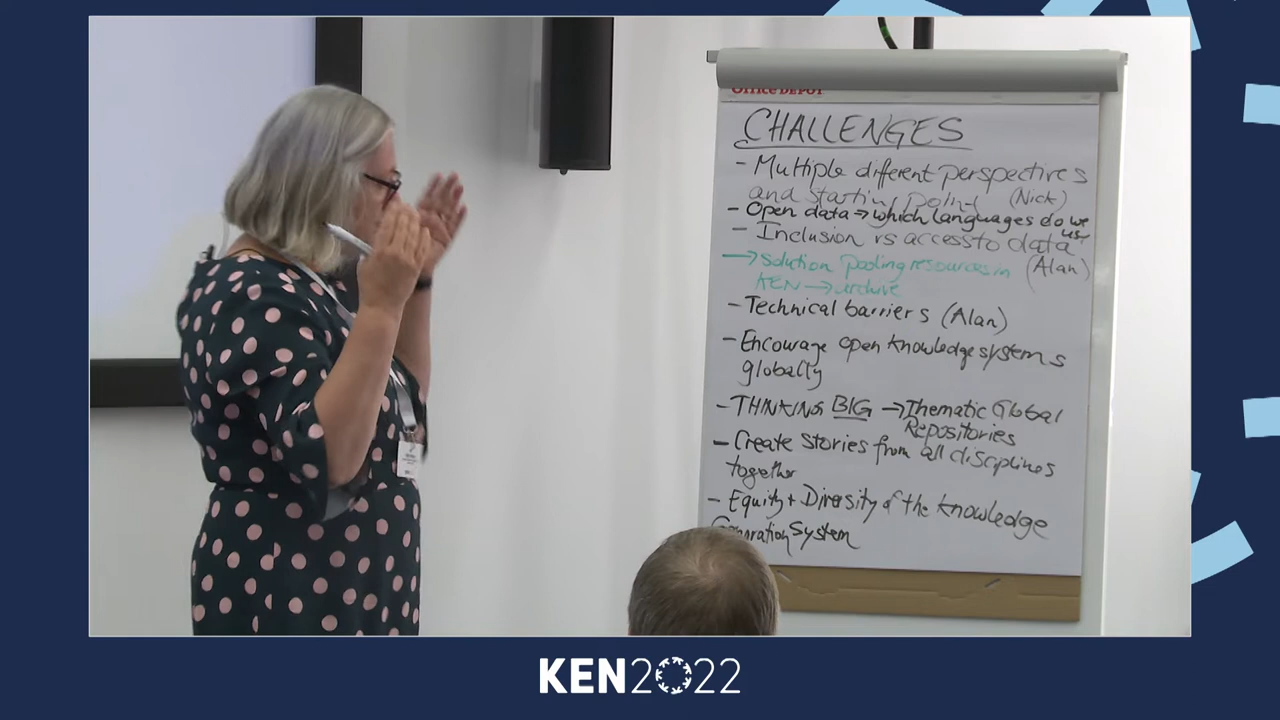 Office DEPOT
CHALLENGES
- Multiple different perspectives
and starting point (Nick)
- Open data → which languages do we
us
- Inclusion vs access to data
→ Solution pooling resources in (Alan)
KEN → archive
- Technical barriers (Alan)
- Encourage open knowledge systems
globally
- THINKING BIG → Thematic Global
Repositories
- Create stories from all disciplines
together
- Equity + Diversity of the knowledge
Generation System
KEN2022